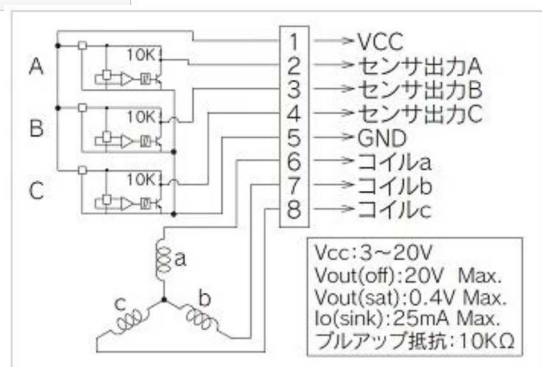 A
B
C
10K
10K
10K
1 VCC
2 センサ出力A
3 センサ出力B
4 センサ出力C
5 GND
6 コイルa
7 コイルb
8 コイルc
a
b
c
Vcc:3～20V
Vout(off):20V Max.
Vout(sat):0.4V Max.
Io(sink):25mA Max.
プルアップ抵抗:10KΩ